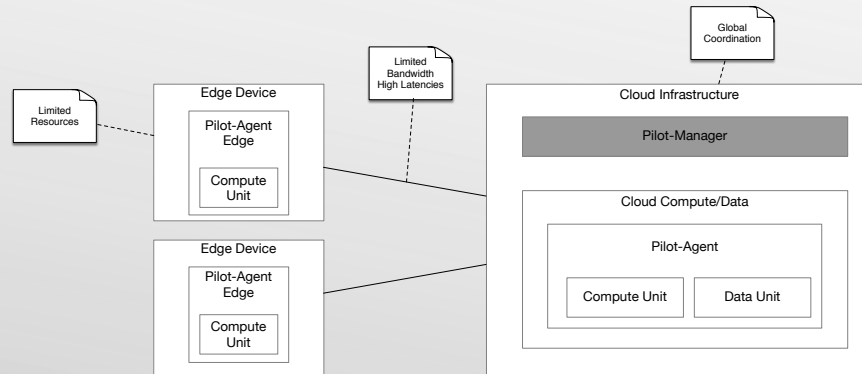 Global
Coordination
Limited
Bandwidth
High Latencies
Limited
Resources
Edge Device
Pilot-Agent
Edge
Compute
Unit
Edge Device
Pilot-Agent
Edge
Compute
Unit
Cloud Infrastructure
Pilot-Manager
Cloud Compute/Data
Pilot-Agent
Compute Unit
Data Unit